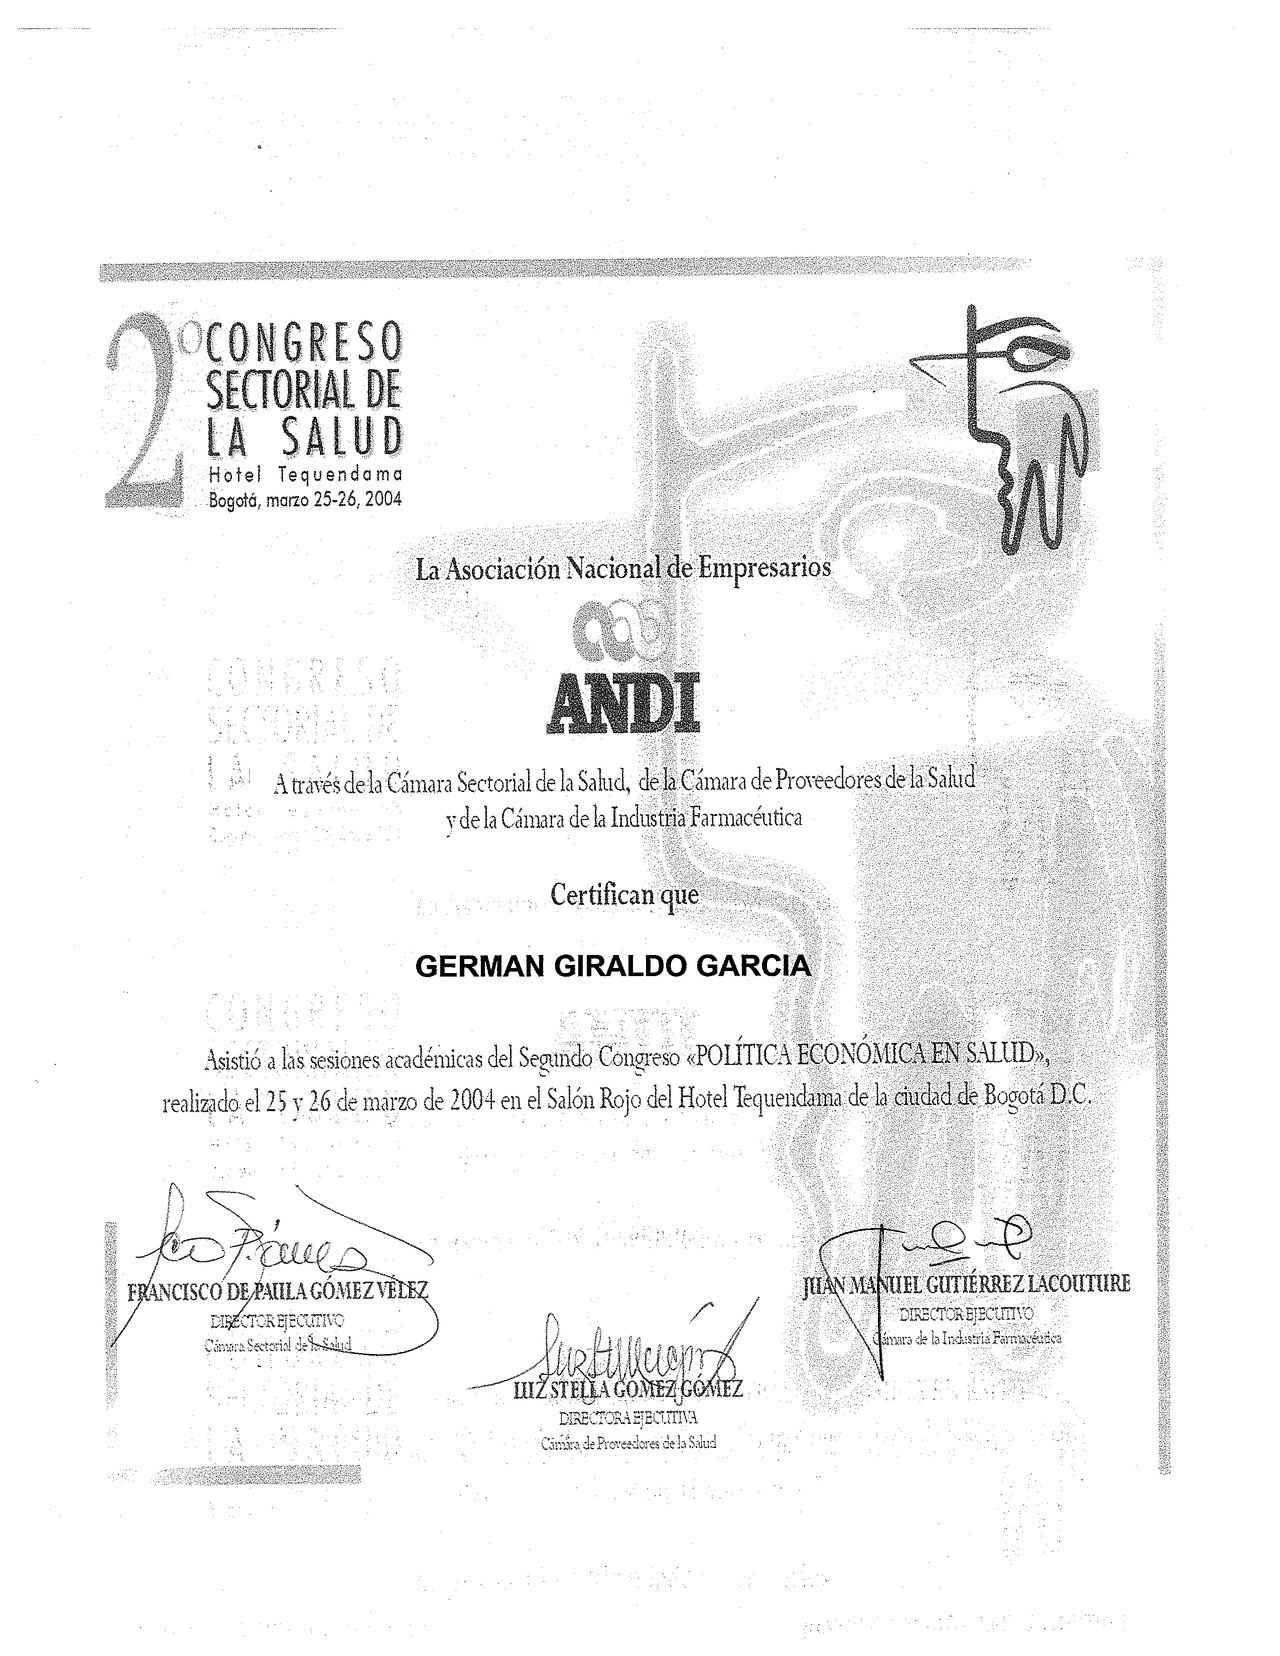 2º CONGRESO
SECTORIAL DE
LA SALUD
Hotel Tequendama
Bogotá, marzo 25-26, 2004
La Asociación Nacional de Empresarios
ANDI
A través de la Cámara Sectorial de la Salud, de la Cámara de Proveedores de la Salud
y de la Cámara de la Industria Farmacéutica
Certifican que
GERMAN GIRALDO GARCIA
Asistió a las sesiones académicas del Segundo Congreso «POLÍTICA ECONÓMICA EN SALUD»,
realizado el 25 y 26 de marzo de 2004 en el Salón Rojo del Hotel Tequendama de la ciudad de Bogotá D.C.
FRANCISCO DE PAULA GÓMEZ VÉLEZ
DIRECTOR EJECUTIVO
Cámara Sectorial de la Salud
JUAN MANUEL GUTIÉRREZ LACOUTURE
DIRECTOR EJECUTIVO
Cámara de la Industria Farmacéutica
LUZ STELLA GÓMEZ GÓMEZ
DIRECTORA EJECUTIVA
Cámara de Proveedores de la Salud